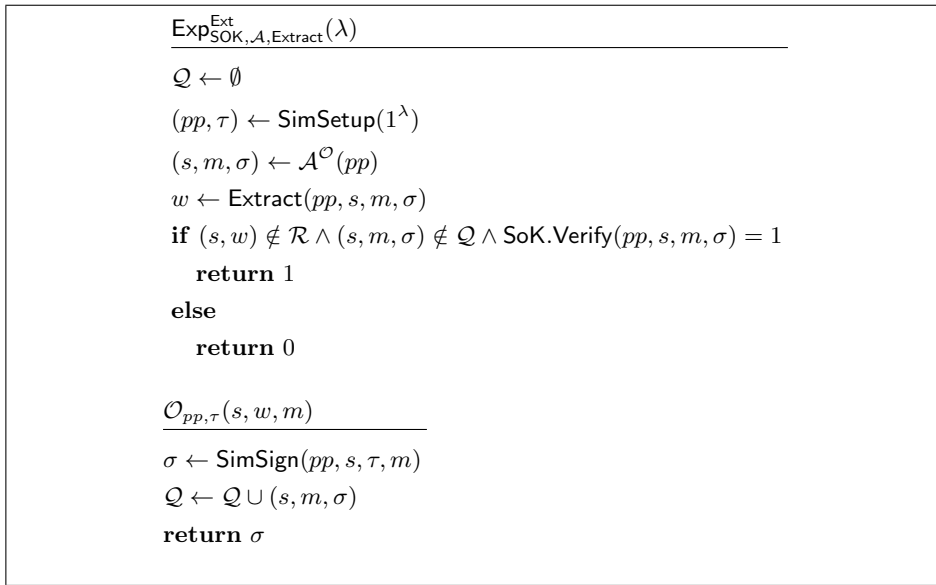 Exp^Ext_SOK,𝒜,Extract(λ)
𝒬 ← ∅
(pp, τ) ← SimSetup(1^λ)
(s, m, σ) ← 𝒜^𝒪(pp)
w ← Extract(pp, s, m, σ)
if (s, w) ∉ ℛ ∧ (s, m, σ) ∉ 𝒬 ∧ SoK.Verify(pp, s, m, σ) = 1
return 1
else
return 0
𝒪_pp,τ(s, w, m)
σ ← SimSign(pp, s, τ, m)
𝒬 ← 𝒬 ∪ (s, m, σ)
return σ